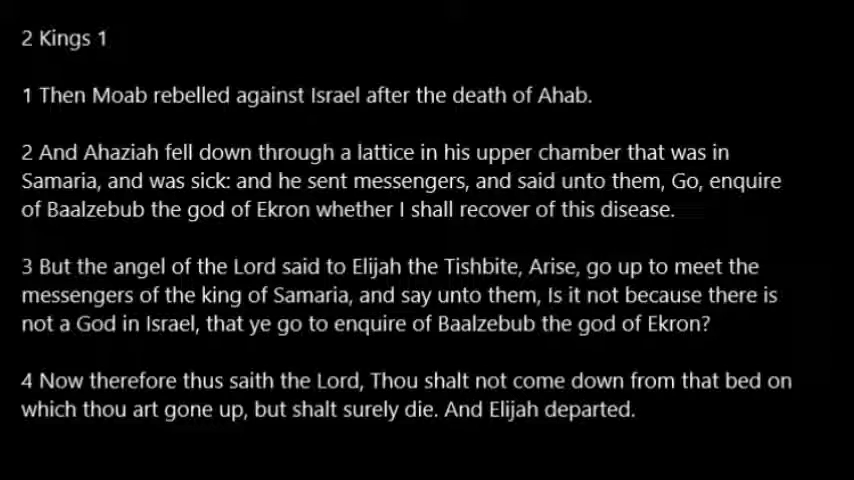 2 Kings 1
1 Then Moab rebelled against Israel after the death of Ahab.
2 And Ahaziah fell down through a lattice in his upper chamber that was in
Samaria, and was sick: and he sent messengers, and said unto them, Go, enquire
of Baalzebub the god of Ekron whether I shall recover of this disease.
3 But the angel of the Lord said to Elijah the Tishbite, Arise, go up to meet the
messengers of the king of Samaria, and say unto them, Is it not because there is
not a God in Israel, that ye go to enquire of Baalzebub the god of Ekron?
4 Now therefore thus saith the Lord, Thou shalt not come down from that bed on
which thou art gone up, but shalt surely die. And Elijah departed.